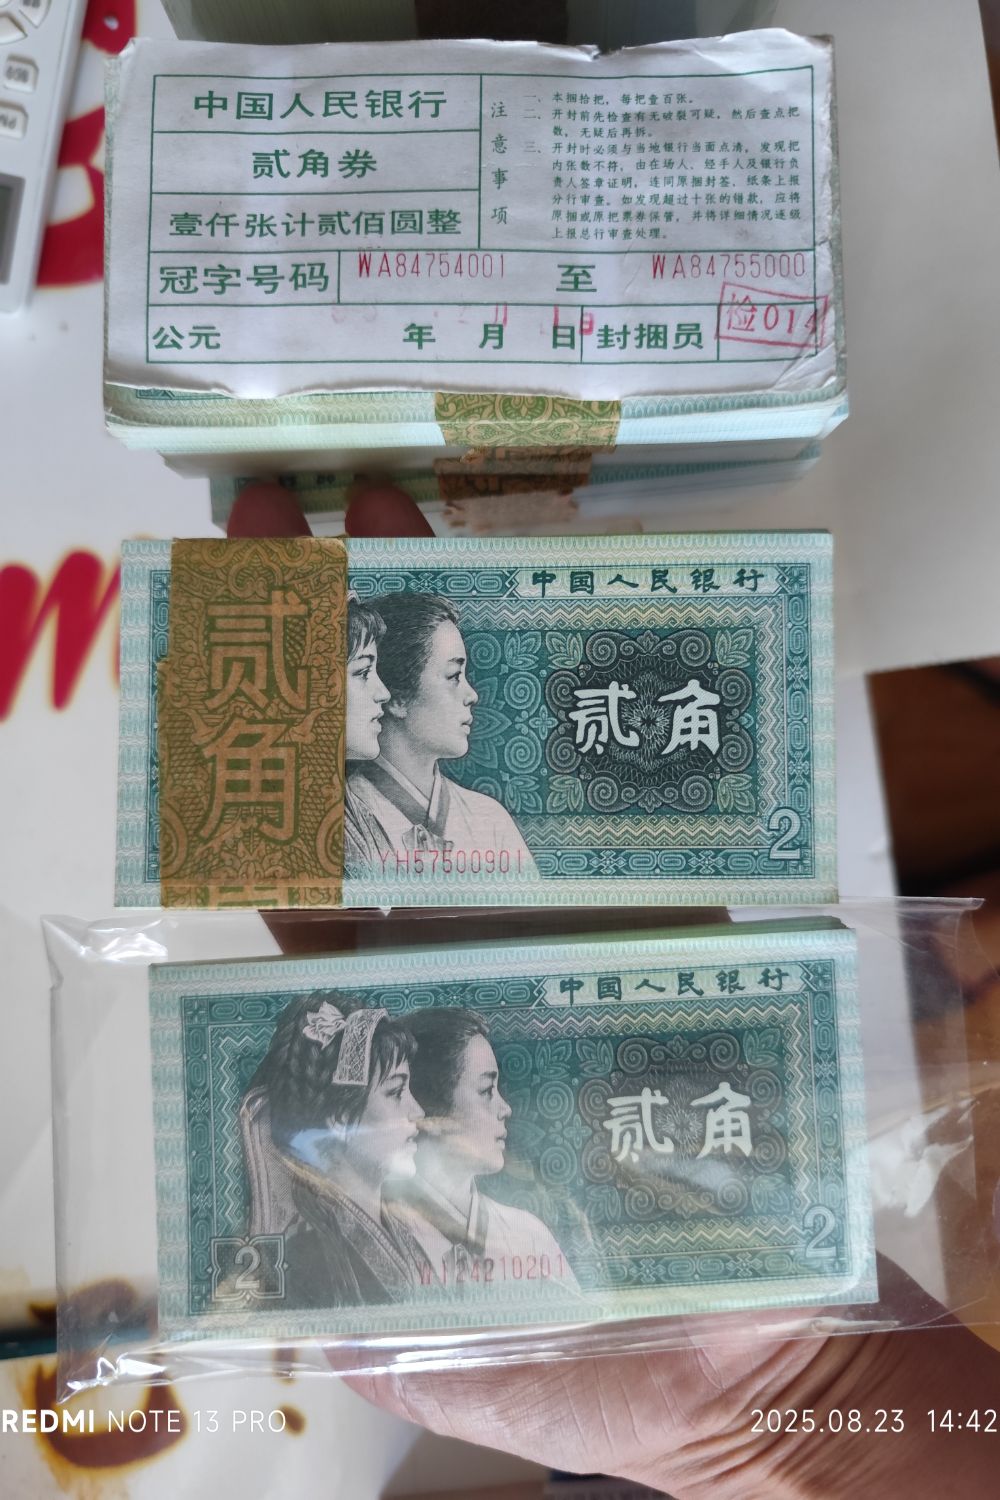 中国人民银行
贰角券
壹仟张计贰佰圆整
注意事项
一、本捆拾把，每把壹百张。
二、开封前先检查有无破裂可疑，然后查点把
数，无疑后再拆。
三、开封时必须与当地银行当面点清，发现把
内张数不符，由在场人、经手人及银行负
责人签章证明，连同原捆封签、纸条上报
分行审查。如发现超过十张的错款，应将
原捆或原把票券保管，并将详细情况逐级
上报总行审查处理。
冠字号码 WA84754001 至 WA84755000
公元 年 月 日 封捆员 检014
贰角
中国人民银行
贰角
2
YH57500901
中国人民银行
贰角
2
2
REDMI NOTE 13 PRO
2025.08.23 14:42